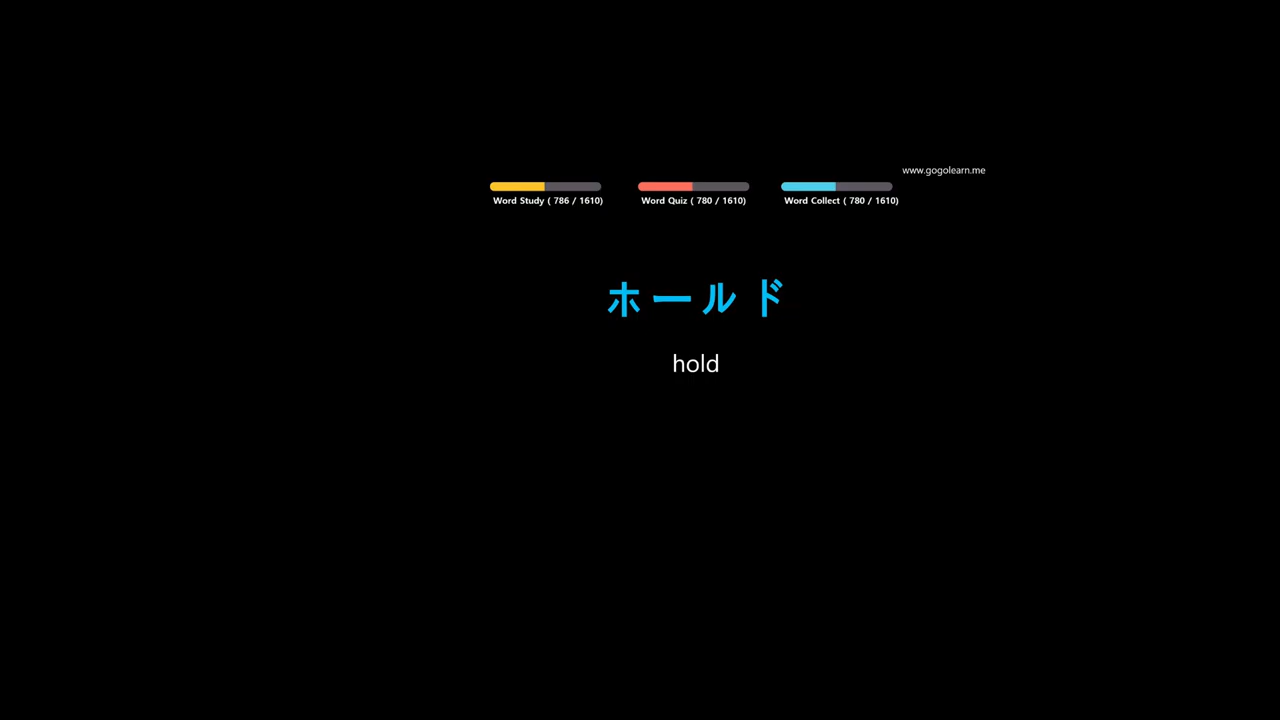 www.gogolearn.me
Word Study ( 786 / 1610)
Word Quiz ( 780 / 1610)
Word Collect ( 780 / 1610)
ホールド
hold